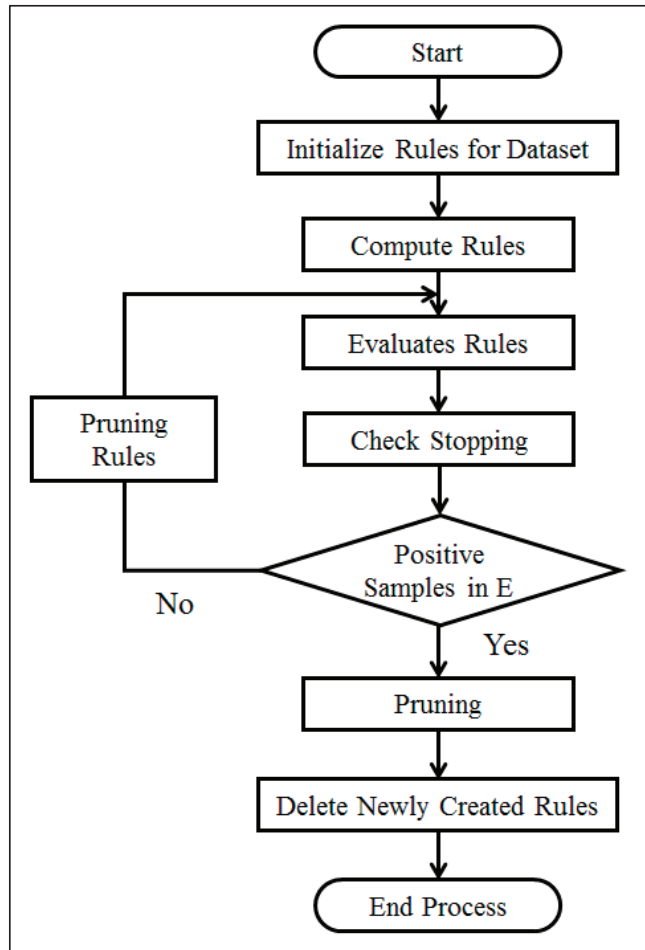 Start
Initialize Rules for Dataset
Compute Rules
Evaluates Rules
Pruning
Rules
Check Stopping
Positive
Samples in E
No
Yes
Pruning
Delete Newly Created Rules
End Process